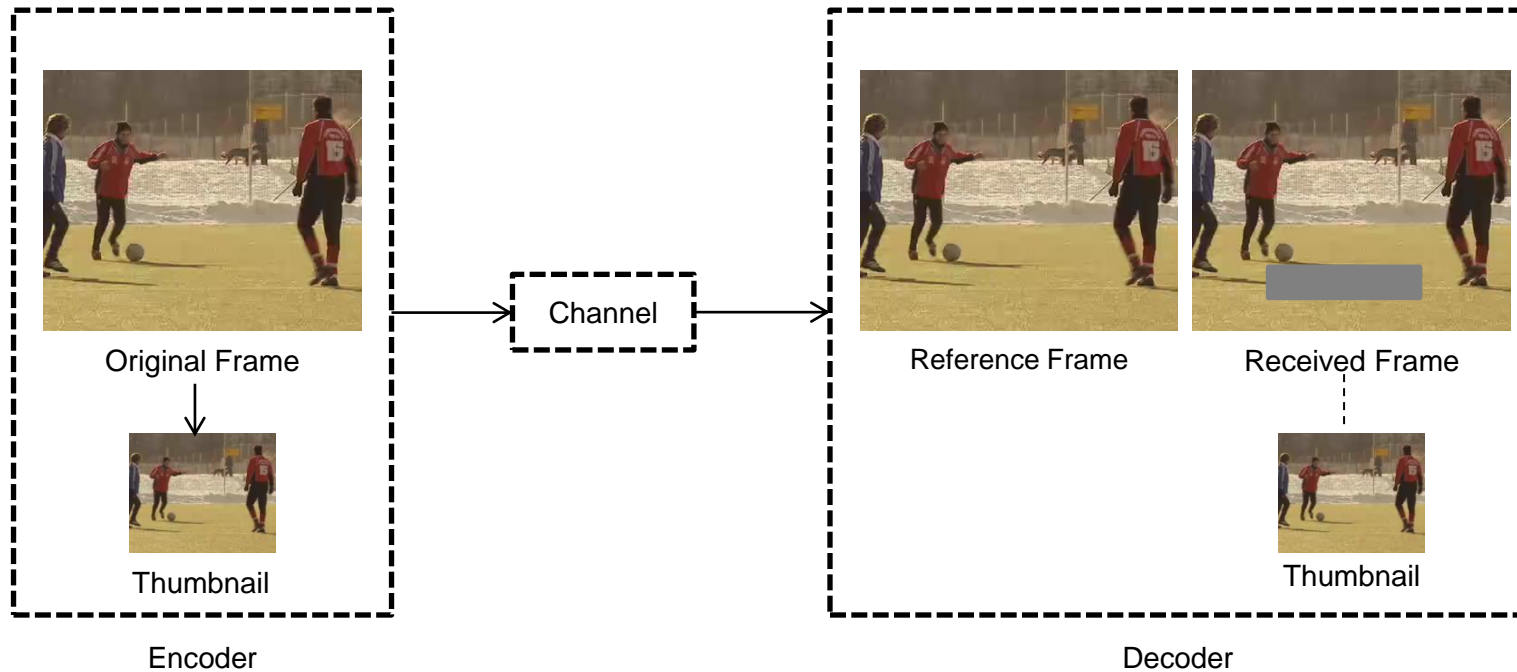 Original Frame
Thumbnail
Encoder
Channel
Reference Frame
Received Frame
Thumbnail
Decoder